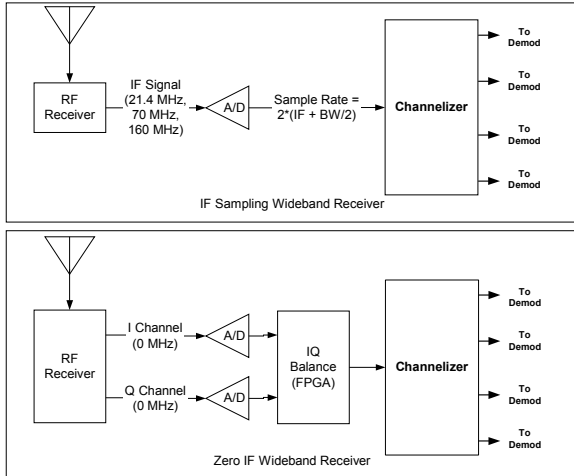 RF
Receiver
IF Signal
(21.4 MHz,
70 MHz,
160 MHz)
A/D
Sample Rate =
2*(IF + BW/2)
Channelizer
To
Demod
To
Demod
To
Demod
To
Demod
IF Sampling Wideband Receiver
RF
Receiver
I Channel
(0 MHz)
Q Channel
(0 MHz)
A/D
A/D
IQ
Balance
(FPGA)
Channelizer
To
Demod
To
Demod
To
Demod
To
Demod
Zero IF Wideband Receiver